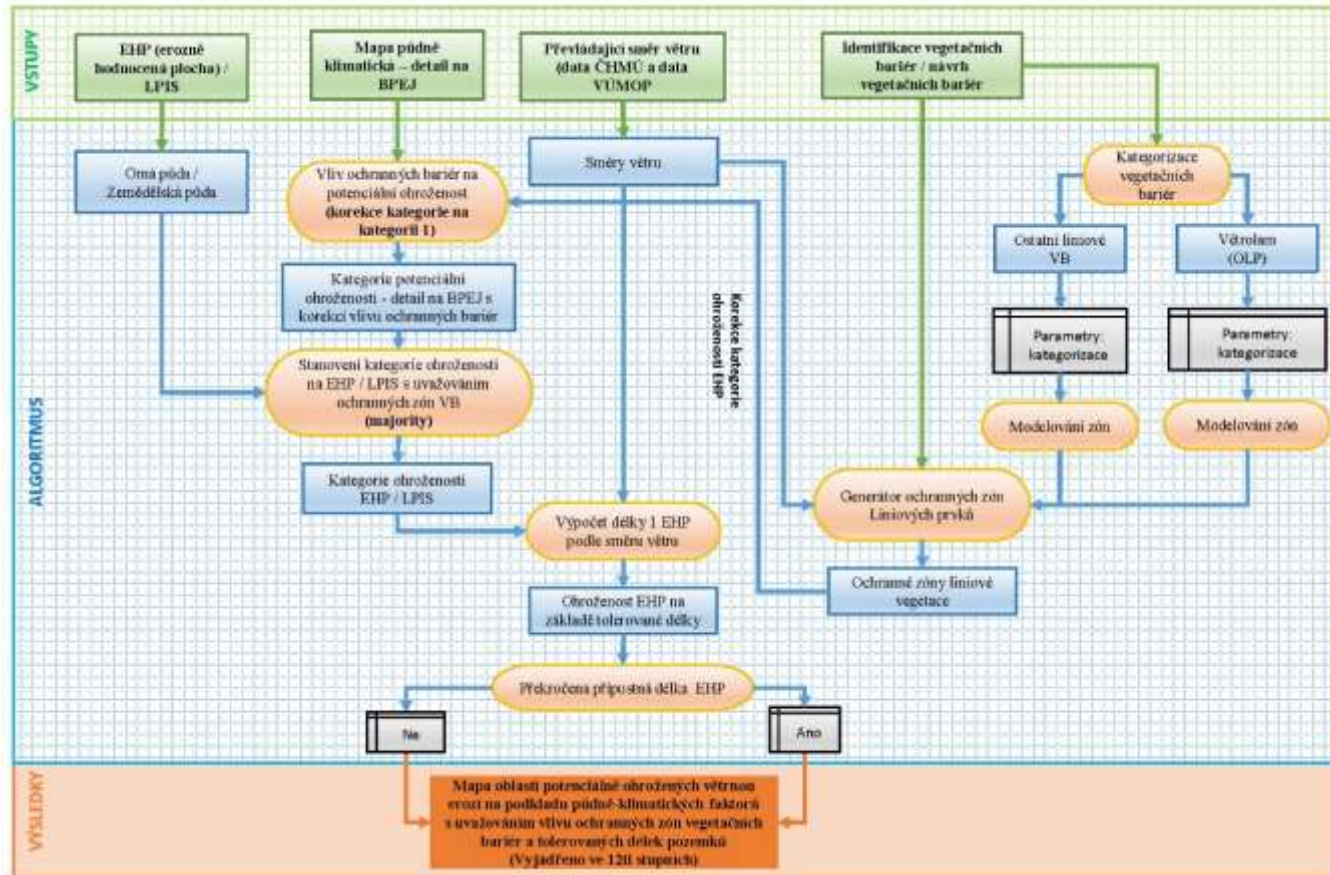 VSTUPY
EHP (erozně
hodnocená plocha) /
LPIS
Mapa půdně
klimatická – detail na
BPEJ
Převládající směr větru
(data ČHMÚ a data
VÚMOP
Identifikace vegetačních
bariér / návrh
vegetačních bariér
ALGORITMUS
Orná půda /
Zemědělská půda
Vliv ochranných bariér na
potenciální ohroženost
(korekce kategorie na
kategorii 1)
Směry větru
Kategorizace
vegetačních
bariér
Ostatní liniové
VB
Větrolam
(OLP)
Kategorie potenciální
ohroženosti - detail na BPEJ s
korekcí vlivu ochranných bariér
Korekce kategorie
ohroženosti EHP
Parametry:
kategorizace
Parametry:
kategorizace
Stanovení kategorie ohroženosti
na EHP / LPIS s uvažováním
ochranných zón VB
(majority)
Modelování zón
Modelování zón
Kategorie ohroženosti
EHP / LPIS
Generátor ochranných zón
Liniových prvků
Výpočet délky 1 EHP
podle směru větru
Ochranné zóny liniové
vegetace
Ohroženost EHP na
základě tolerované délky
Překročena přípustná délka EHP
Ne
Ano
VÝSLEDKY
Mapa oblastí potenciálně ohrožených větrnou
erozí na podkladu půdně-klimatických faktorů
s uvažováním vlivu ochranných zón vegetačních
bariér a tolerovaných délek pozemků
(Vyjádřeno ve 12ti stupních)